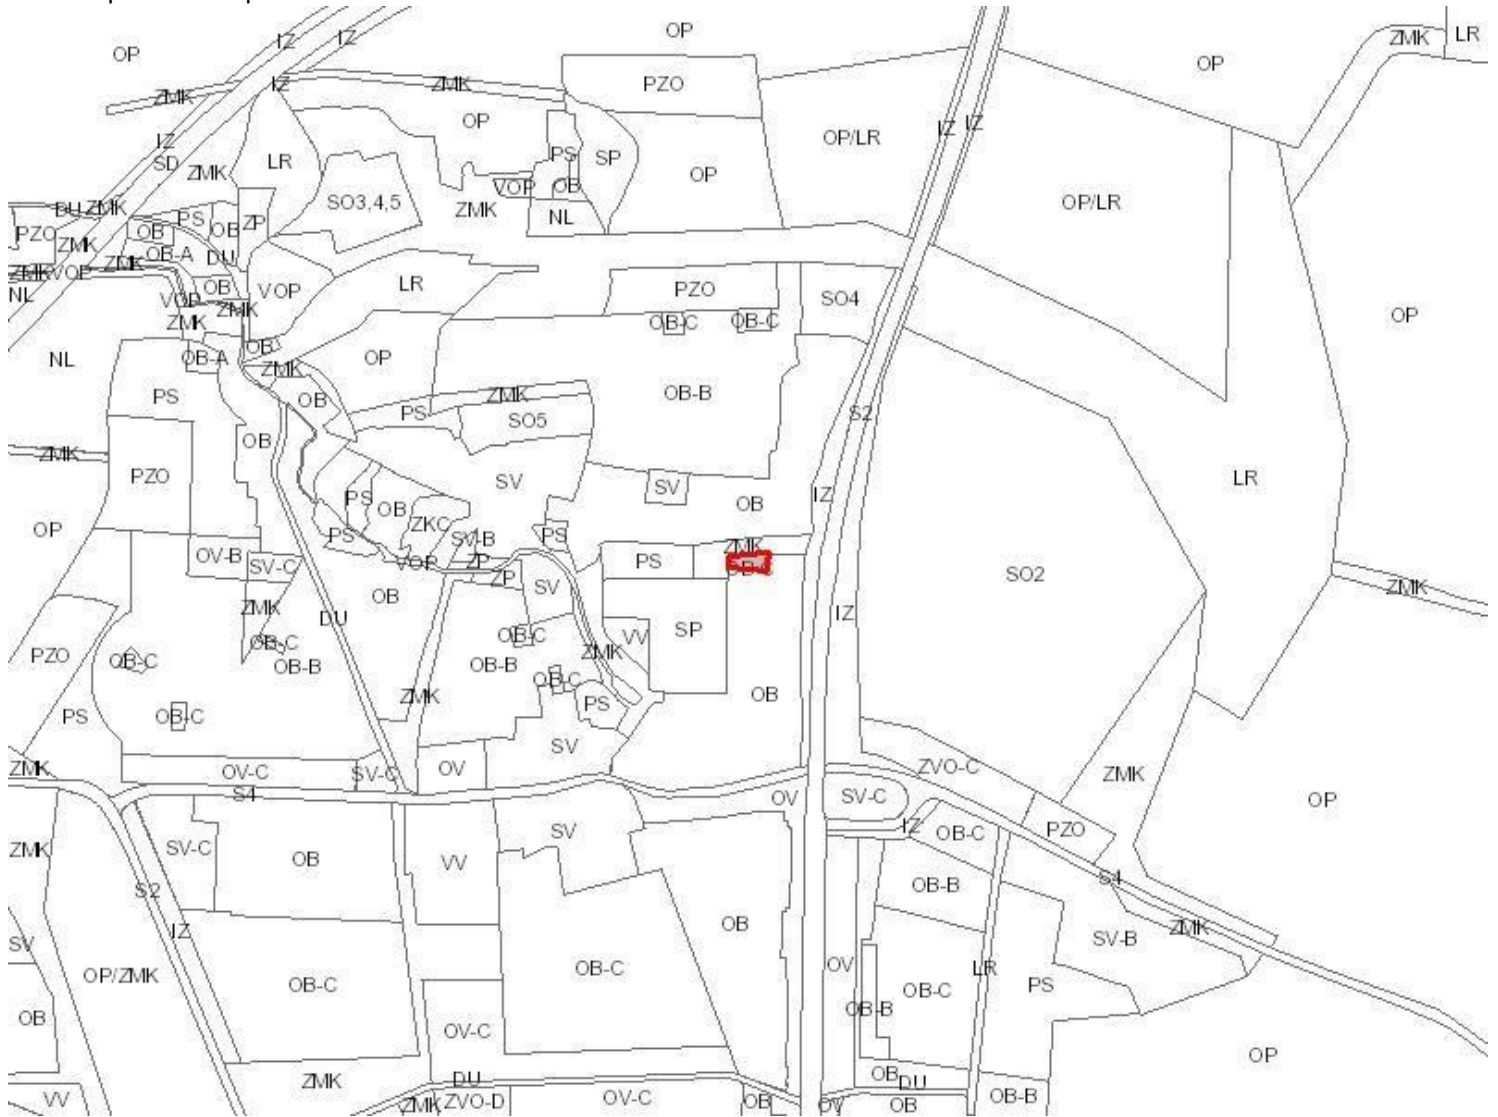 OP
IZ
IZ
OP
OP
ZMK
LR
ZMK
IZ
ZMK
PZO
OP
IZ
SD
ZMK
LR
PS
SP
OP
OP/LR
IZ
IZ
VOP
OB
SO3,4,5
ZMK
NL
OP/LR
DU
ZMK
PS
OB
OB
ZP
PZO
ZMK
OB-A
DU
ZMK
ZMK
VOP
NL
VOP
OB
VOP
LR
PZO
SO4
OP
ZMK
ZMK
OB-C
OB-C
NL
OB-A
OB
ZMK
OP
OB-B
PS
OB
PS
ZMK
SO5
S2
OB
ZMK
PZO
SV
SV
LR
OP
PS
OB
ZKC
OB
IZ
PS
SV-B
PS
OV-B
SV-C
VOP
ZP
ZP
SV
PS
ZMK
SO2
ZMK
ZMK
DU
OB
OB-C
VV
SP
IZ
PZO
OB-C
OB-C
OB-B
OB-B
OB-C
ZMK
ZMK
OB
PS
OB-C
PS
SV
ZMK
OV-C
SV-C
OV
ZVO-C
ZMK
S4
OV
SV-C
OP
ZMK
SV-C
OB
VV
SV
IZ
OB-C
PZO
S2
OB-B
S4
IZ
OB
SV-B
ZMK
SV
OP/ZMK
OB-C
OB-C
OV
LR
OB-C
PS
OB
OV-C
OB-B
OP
ZMK
DU
OB
DU
VV
ZMK
ZVO-D
OV-C
OB
OV
OB
OB-B